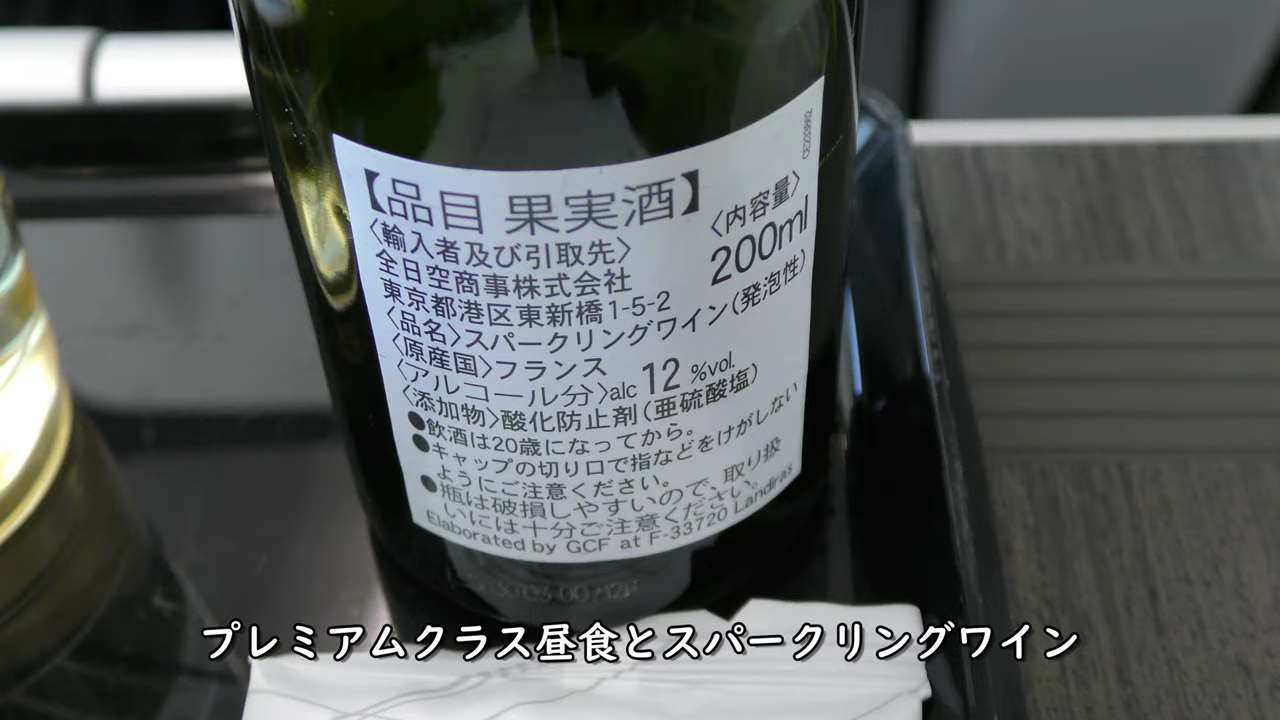 【品目 果実酒】
〈内容量〉
200ml
〈輸入者及び引取先〉
全日空商事株式会社
東京都港区東新橋1-5-2
〈品名〉スパークリングワイン(発泡性)
〈原産国〉フランス
〈アルコール分〉alc 12 %vol.
〈添加物〉酸化防止剤(亜硫酸塩)
●飲酒は20歳になってから。
●キャップの切り口で指などをけがしない
ようにご注意ください。
●瓶は破損しやすいので、取り扱
いには十分ご注意ください。
Elaborated by GCF at F-33720 Landiras
プレミアムクラス昼食とスパークリングワイン